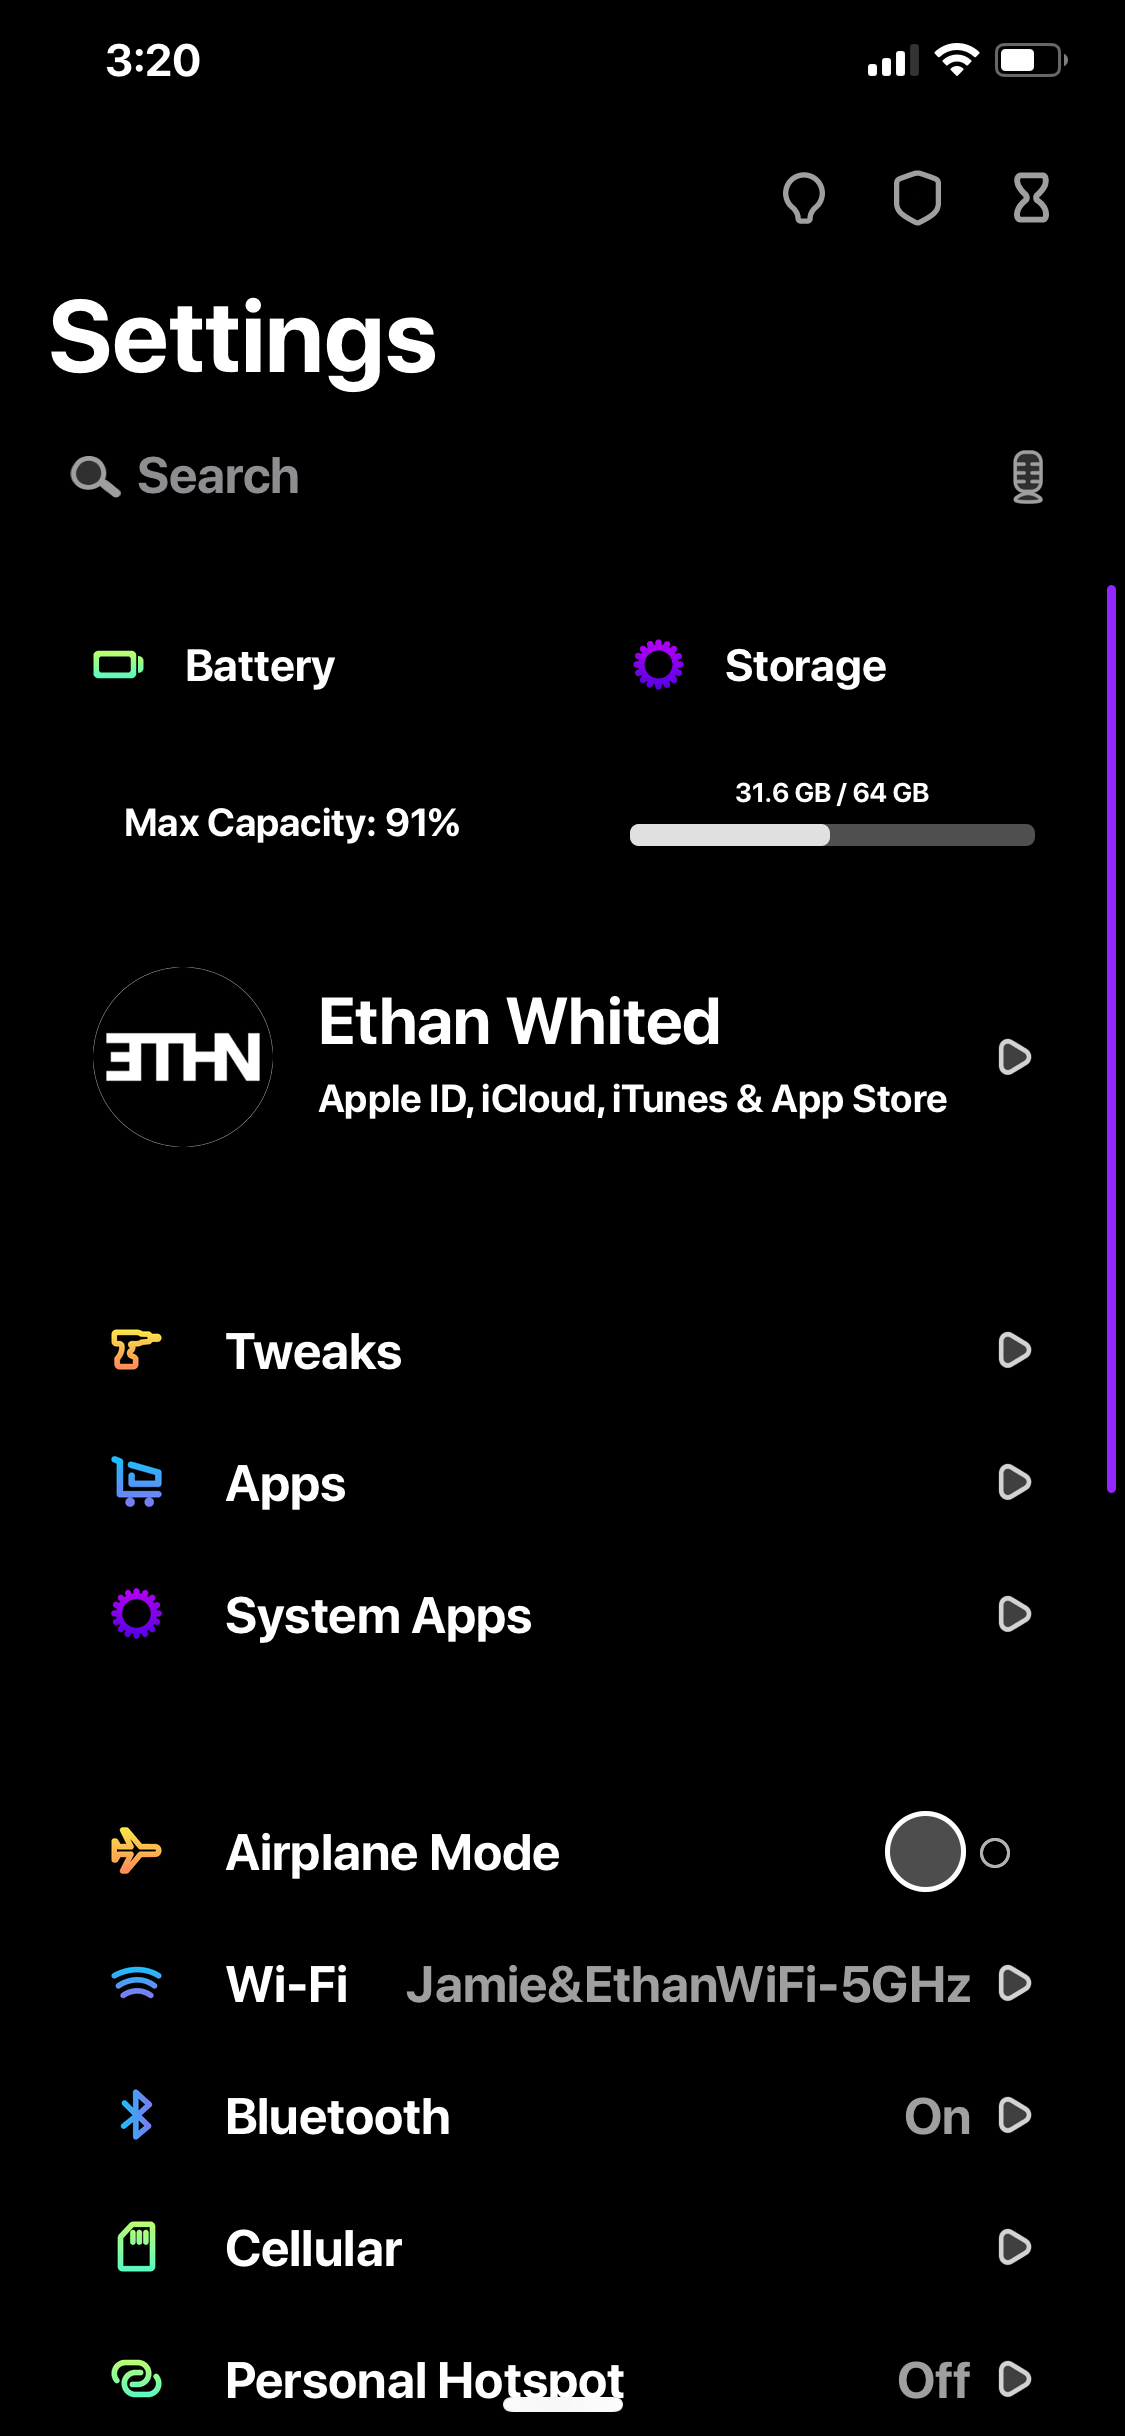 3:20
Settings
Search
Battery
Storage
Max Capacity: 91%
31.6 GB / 64 GB
ETHN
Ethan Whited
Apple ID, iCloud, iTunes & App Store
Tweaks
Apps
System Apps
Airplane Mode
Wi-Fi Jamie&EthanWiFi-5GHz
Bluetooth On
Cellular
Personal Hotspot Off